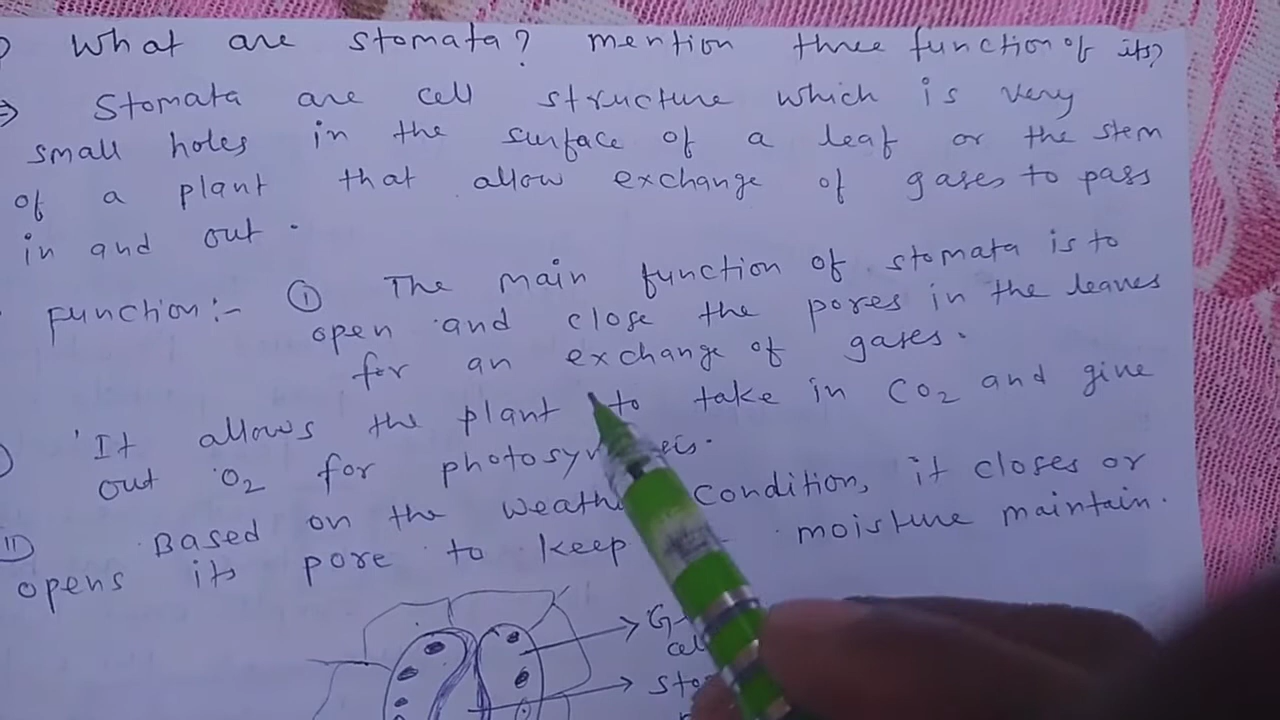 What are stomata? mention three function of its?
⇒ Stomata are cell structure which is very
small holes in the surface of a leaf or the stem
of a plant that allow exchange of gases to pass
in and out.
Function:- ① The main function of stomata is to
open and close the pores in the leaves
for an exchange of gases.
It allows the plant to take in CO2 and give
out O2 for
Based on the condition, it closes or
opens its pore to keep moisture maintain.